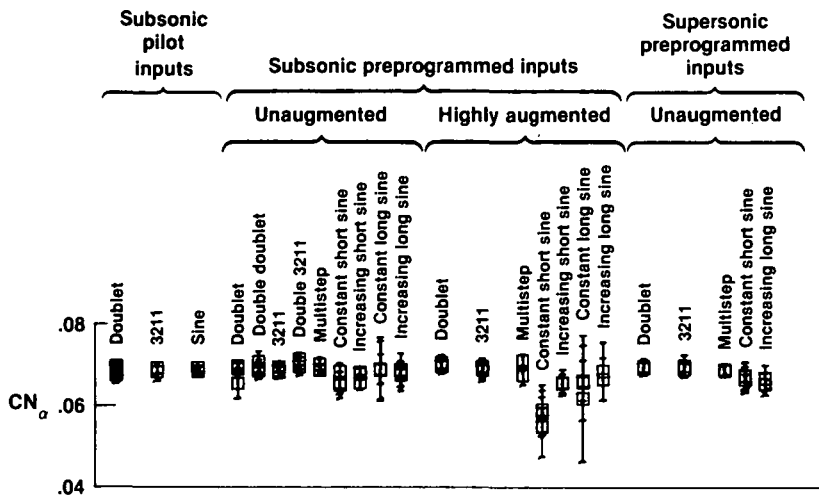 Subsonic
pilot
inputs
Subsonic preprogrammed inputs
Supersonic
preprogrammed
inputs
Unaugmented
Highly augmented
Unaugmented
Doublet
3211
Sine
Doublet
Double doublet
3211
Double 3211
Multistep
Constant short sine
Increasing short sine
Constant long sine
Increasing long sine
Doublet
3211
Multistep
Constant short sine
Increasing short sine
Constant long sine
Increasing long sine
Doublet
3211
Multistep
Constant short sine
Increasing long sine
.08
CNα .06
.04